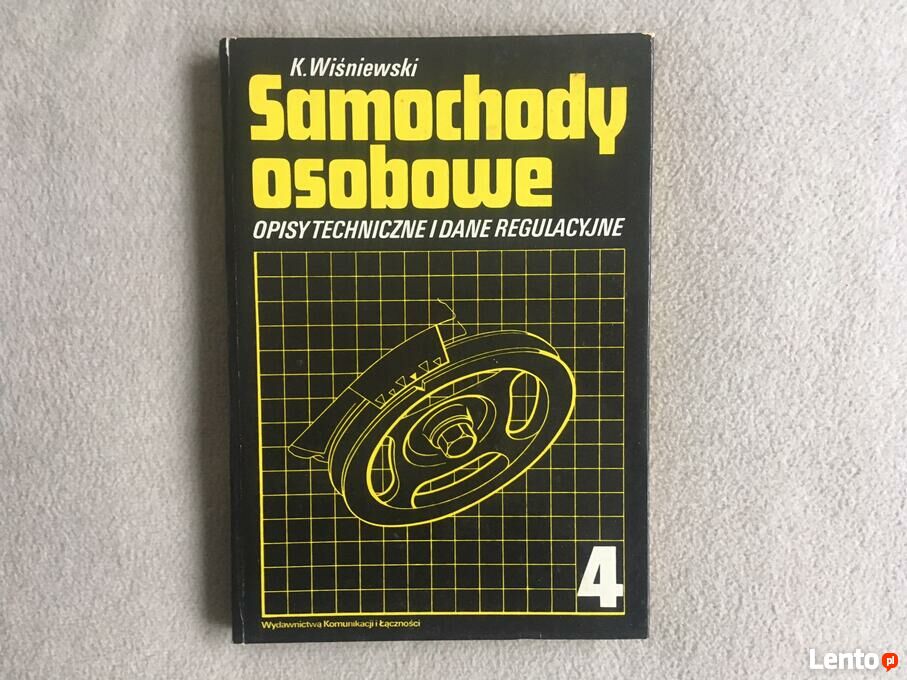 K. Wiśniewski
Samochody
osobowe
OPISY TECHNICZNE I DANE REGULACYJNE
4
Wydawnictwa Komunikacji i Łączności
Lento pl